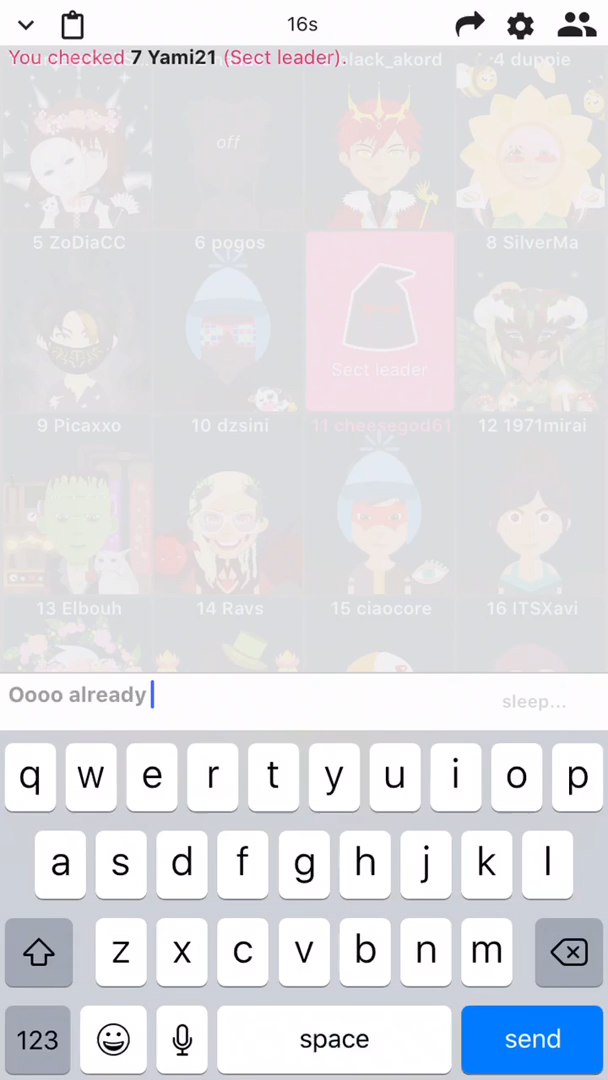 16s
You checked 7 Yami21 (Sect leader).
black_akord
4 duppie
off
5 ZoDiaCC
6 pogos
8 SilverMa
Sect leader
9 Picaxxo
10 dzsini
11 cheesegod61
12 1971mirai
13 Elbouh
14 Ravs
15 ciaocore
16 ITSXavi
Oooo already
sleep...
q w e r t y u i o p
a s d f g h j k l
z x c v b n m
123
space
send